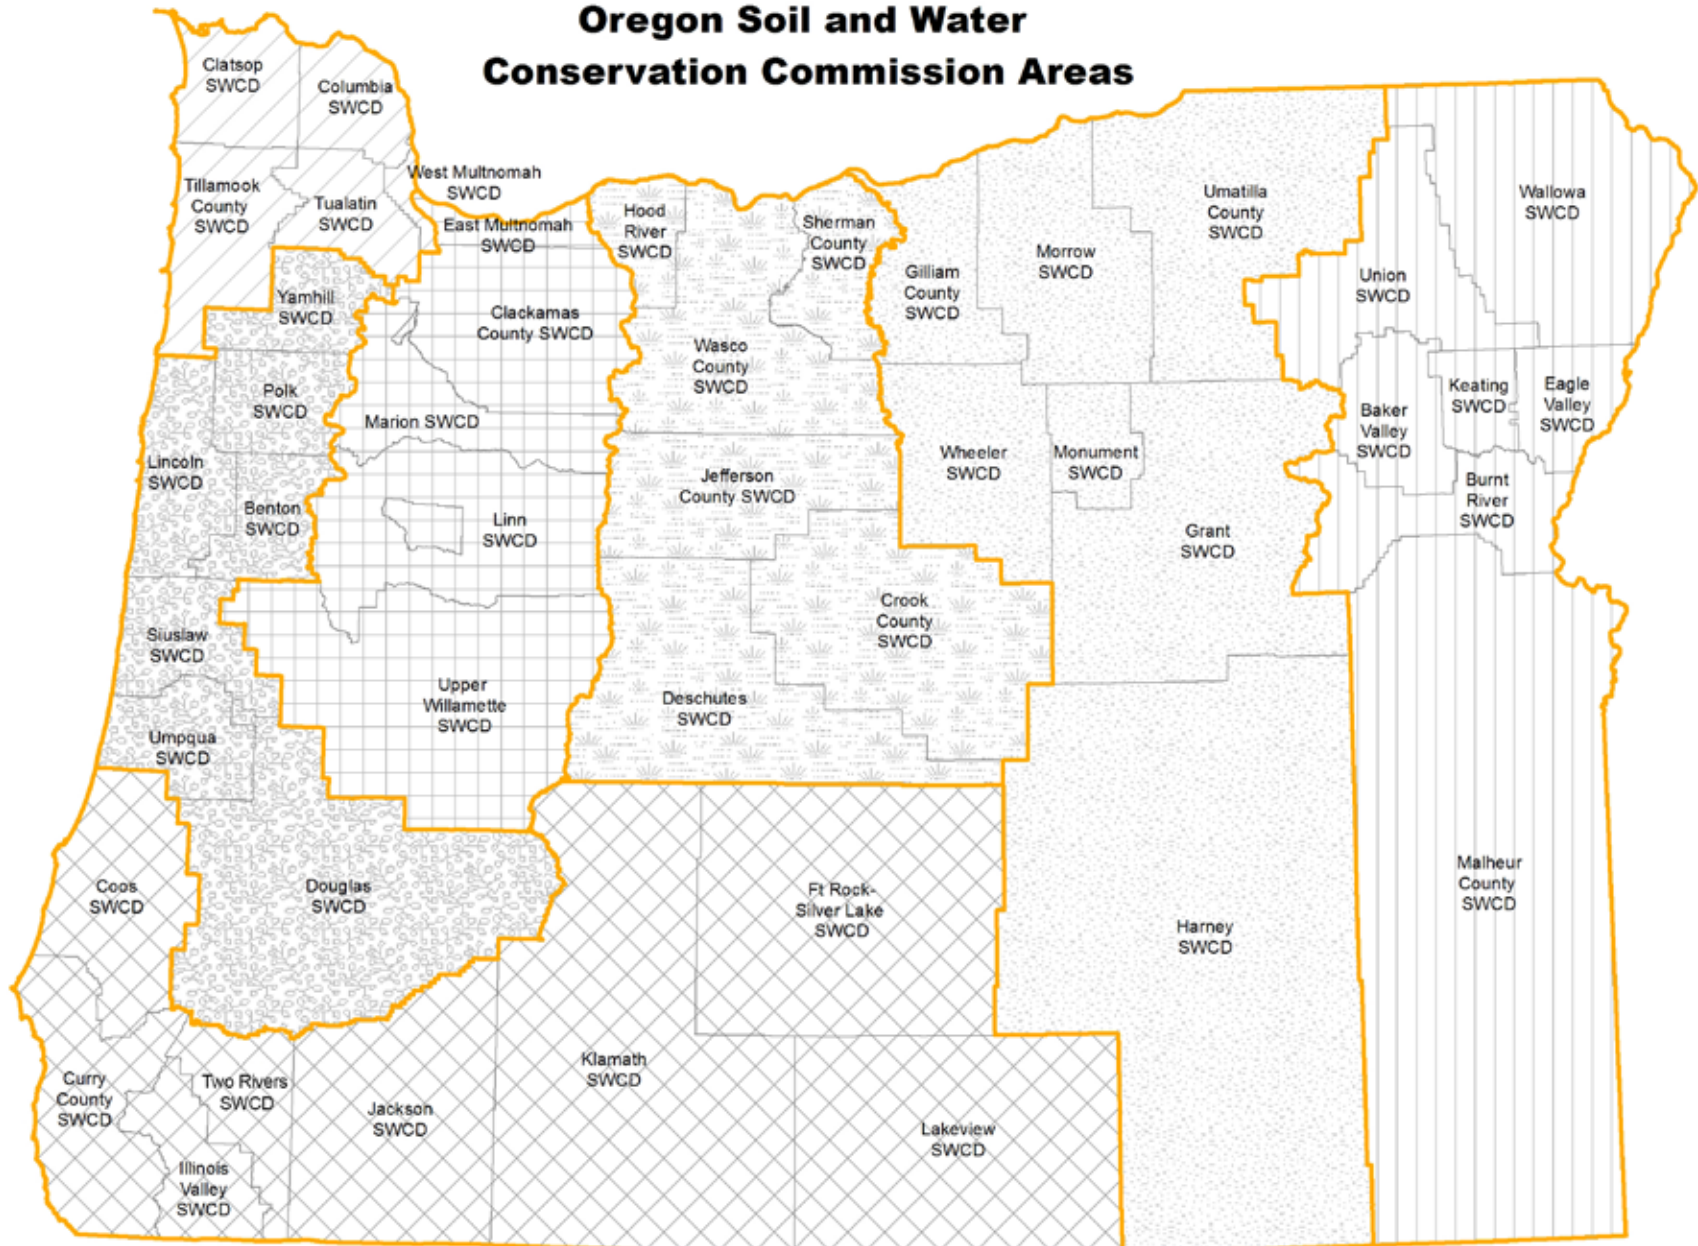 Oregon Soil and Water
Conservation Commission Areas
Clatsop
SWCD
Columbia
SWCD
West Multnomah
SWCD
Tillamook
County
SWCD
Tualatin
SWCD
East Multnomah
SWCD
Hood
River
SWCD
Sherman
County
SWCD
Umatilla
County
SWCD
Wallowa
SWCD
Morrow
SWCD
Gilliam
County
SWCD
Union
SWCD
Yamhill
SWCD
Clackamas
County SWCD
Wasco
County
SWCD
Polk
SWCD
Marion SWCD
Keating
SWCD
Eagle
Valley
SWCD
Baker
Valley
SWCD
Lincoln
SWCD
Jefferson
County SWCD
Wheeler
SWCD
Monument
SWCD
Burnt
River
SWCD
Benton
SWCD
Linn
SWCD
Grant
SWCD
Crook
County
SWCD
Siuslaw
SWCD
Upper
Willamette
SWCD
Deschutes
SWCD
Umpqua
SWCD
Coos
SWCD
Douglas
SWCD
Ft Rock-
Silver Lake
SWCD
Malheur
County
SWCD
Harney
SWCD
Klamath
SWCD
Curry
County
SWCD
Two Rivers
SWCD
Jackson
SWCD
Lakeview
SWCD
Illinois
Valley
SWCD